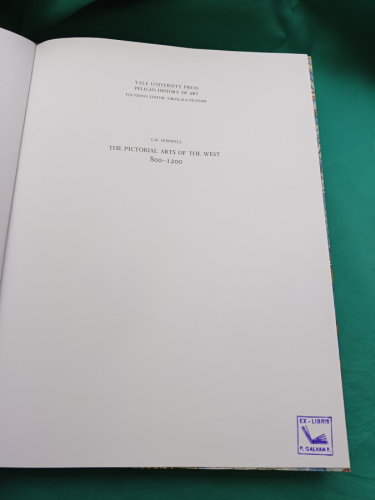 YALE UNIVERSITY PRESS
PELICAN HISTORY OF ART
FOUNDING EDITOR: NIKOLAUS PEVSNER
C.R. DODWELL
THE PICTORIAL ARTS OF THE WEST
800–1200
EX-LIBRIS
P. GALVAN F.